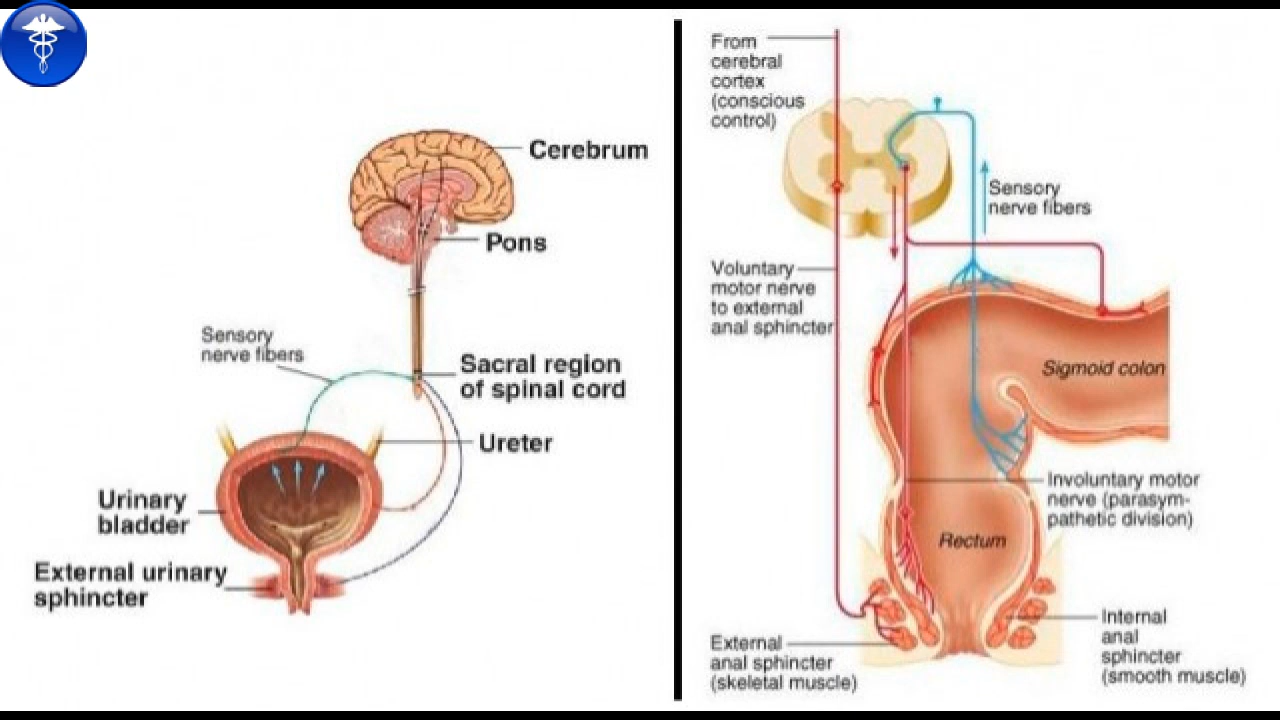 Cerebrum
Pons
Sensory
nerve fibers
Sacral region
of spinal cord
Ureter
Urinary
bladder
External urinary
sphincter
From
cerebral
cortex
(conscious
control)
Sensory
nerve fibers
Voluntary
motor nerve
to external
anal sphincter
Sigmoid colon
Involuntary motor
nerve (parasym-
pathetic division)
Rectum
External
anal sphincter
(skeletal muscle)
Internal
anal
sphincter
(smooth muscle)